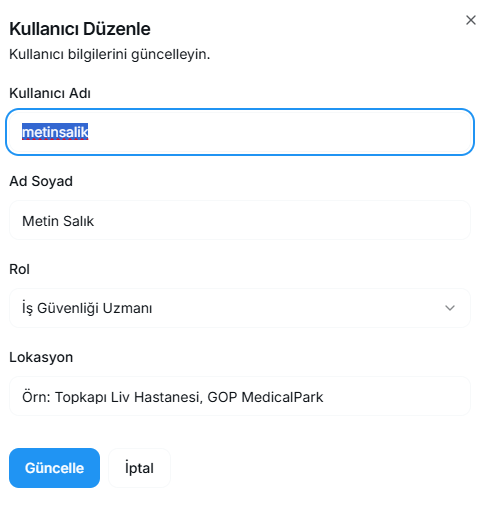 Kullanıcı Düzenle
Kullanıcı bilgilerini güncelleyin.
Kullanıcı Adı
metinsalik
Ad Soyad
Metin Salık
Rol
İş Güvenliği Uzmanı
Lokasyon
Örn: Topkapı Liv Hastanesi, GOP MedicalPark
Güncelle İptal